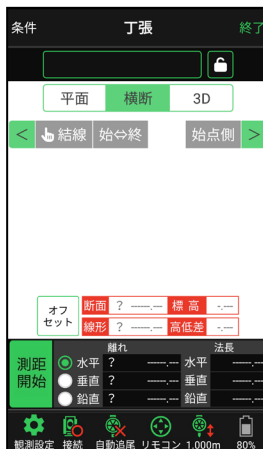 条件 丁張 終了
平面 横断 3D
< 結線 始⇔終 始点側 >
オフセット
断面 ? -----.--- 標高 -.---
線形 ? -----.--- 高低差 -.---
離れ 法長
測距開始
水平 ? -----.--- 水平 -----.---
垂直 ? -----.--- 垂直 -----.---
鉛直 ? -----.--- 鉛直 -----.---
観測設定 接続 自動追尾 リモコン 1.000m 80%